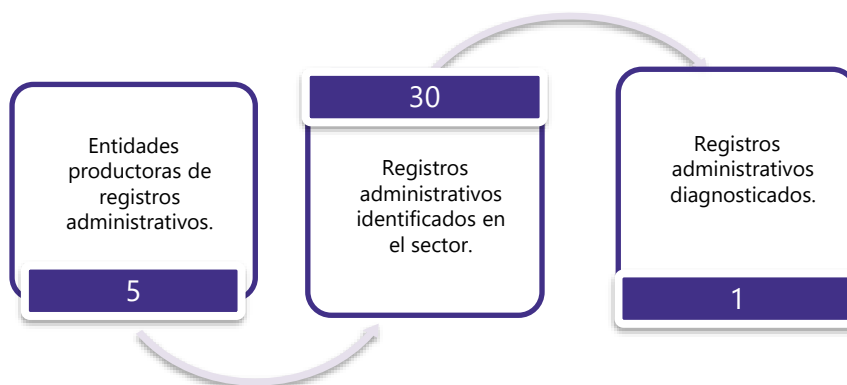 Entidades
productoras de
registros
administrativos.
5
30
Registros
administrativos
identificados en
el sector.
Registros
administrativos
diagnosticados.
1